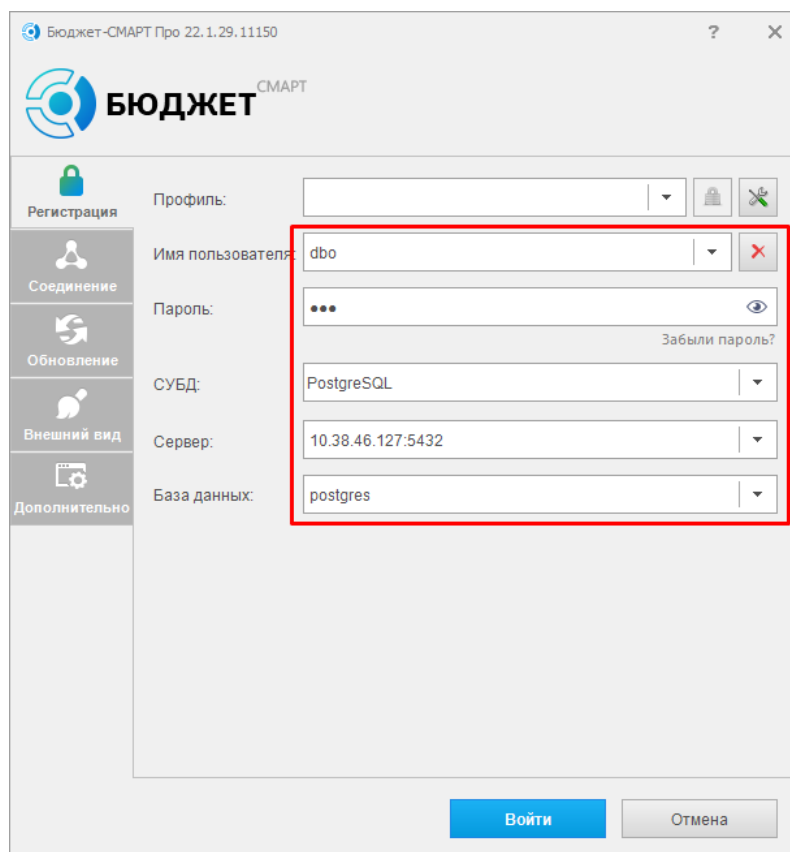 Бюджет-СМАРТ Про 22.1.29.11150
?
БЮДЖЕТ СМАРТ
Регистрация
Соединение
Обновление
Внешний вид
Дополнительно
Профиль:
Имя пользователя: dbo
Пароль: ●●●
Забыли пароль?
СУБД: PostgreSQL
Сервер: 10.38.46.127:5432
База данных: postgres
Войти
Отмена